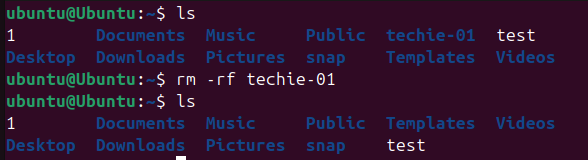 ubuntu@Ubuntu:~$ ls
1 Documents Music Public techie-01 test
Desktop Downloads Pictures snap Templates Videos
ubuntu@Ubuntu:~$ rm -rf techie-01
ubuntu@Ubuntu:~$ ls
1 Documents Music Public Templates Videos
Desktop Downloads Pictures snap test